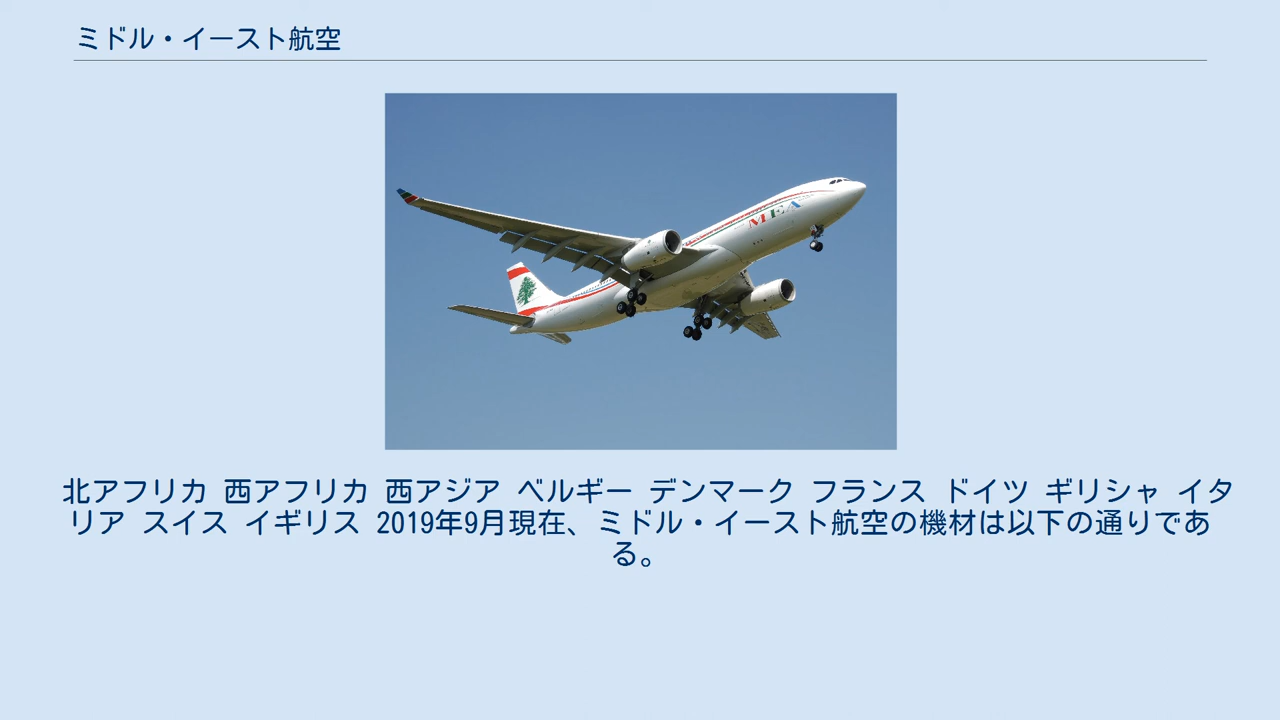 ミドル・イースト航空
MEA
北アフリカ 西アフリカ 西アジア ベルギー デンマーク フランス ドイツ ギリシャ イタ
リア スイス イギリス 2019年9月現在、ミドル・イースト航空の機材は以下の通りであ
る。